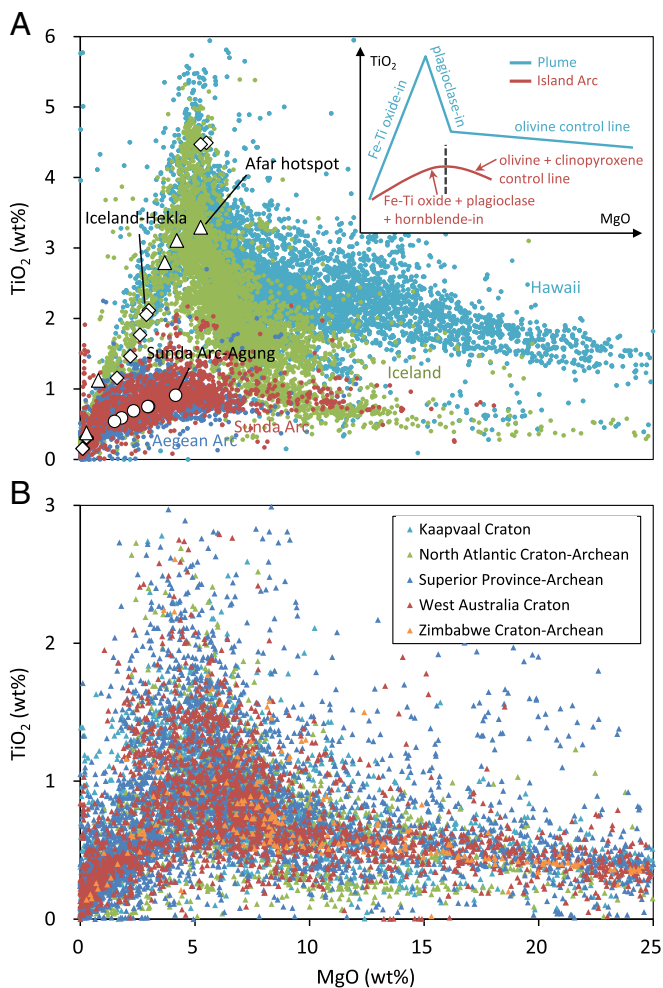 A
6
5
4
3
2
1
0
TiO2 (wt%)
TiO2
Plume
Island Arc
Fe-Ti oxide-in
plagioclase-in
olivine control line
olivine + clinopyroxene
control line
Fe-Ti oxide + plagioclase
+ hornblende-in
MgO
Afar hotspot
Iceland-Hekla
Hawaii
Sunda Arc-Agung
Iceland
Sunda Arc
Aegean Arc
B
3
2
1
0
TiO2 (wt%)
Kaapvaal Craton
North Atlantic Craton-Archean
Superior Province-Archean
West Australia Craton
Zimbabwe Craton-Archean
0 5 10 15 20 25
MgO (wt%)